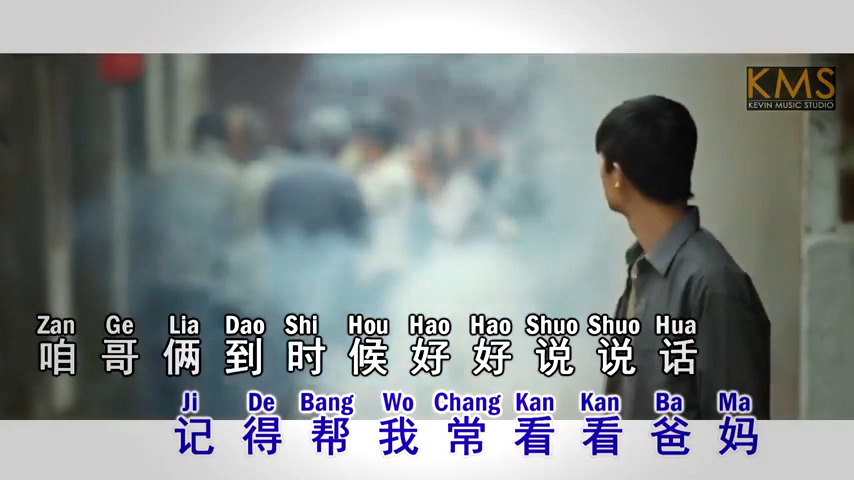 KMS
KEVIN MUSIC STUDIO
Zan Ge Lia Dao Shi Hou Hao Hao Shuo Shuo Hua
咱哥俩到时候好好说说话
Ji De Bang Wo Chang Kan Kan Ba Ma
记得帮我常看看爸妈